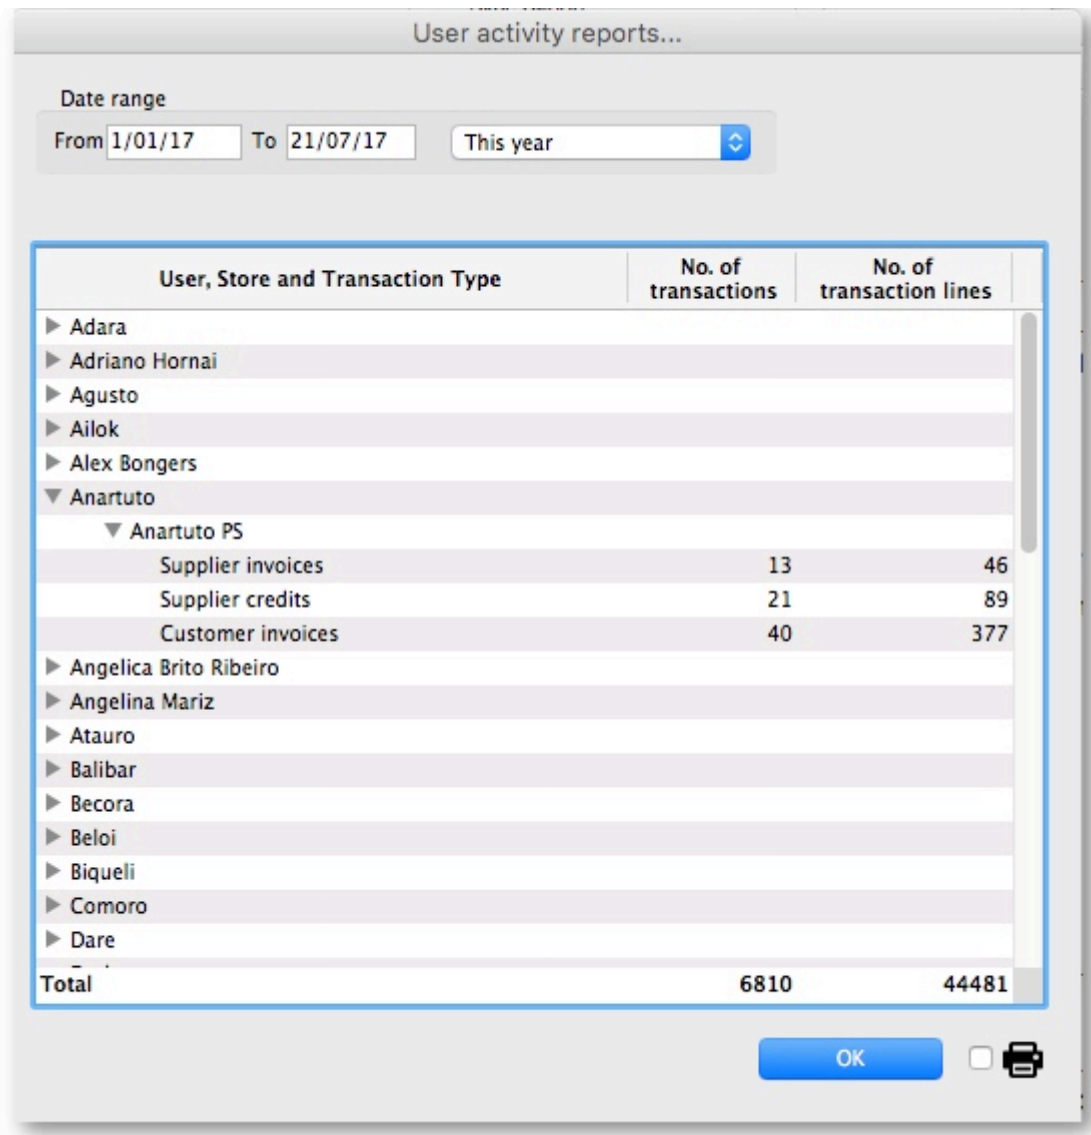 User activity reports...
Date range
From 1/01/17 To 21/07/17 This year
User, Store and Transaction Type No. of transactions No. of transaction lines
Adara
Adriano Hornai
Agusto
Ailok
Alex Bongers
Anartuto
Anartuto PS
Supplier invoices 13 46
Supplier credits 21 89
Customer invoices 40 377
Angelica Brito Ribeiro
Angelina Mariz
Atauro
Balibar
Becora
Beloi
Biqueli
Comoro
Dare
Total 6810 44481
OK